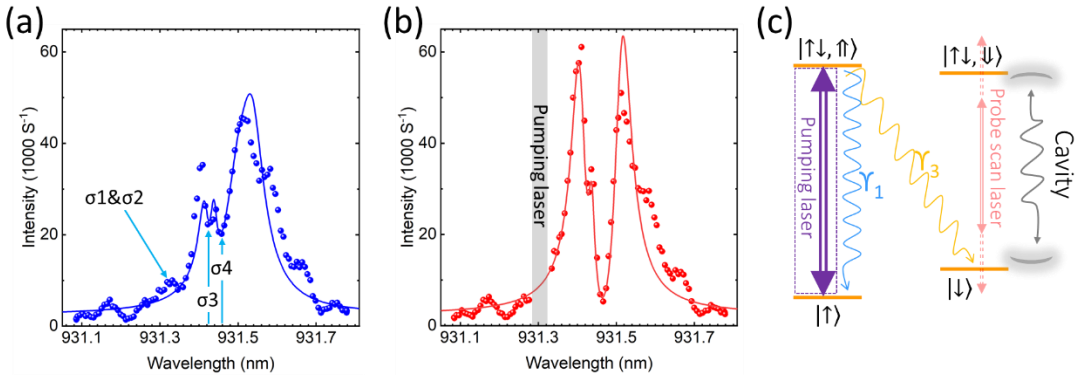 (a)
Intensity (1000 S⁻¹)
60
40
20
0
σ1&σ2
σ3
σ4
931.1
931.3
931.5
931.7
Wavelength (nm)
(b)
Intensity (1000 S⁻¹)
60
40
20
0
Pumping laser
931.1
931.3
931.5
931.7
Wavelength (nm)
(c)
|↑↓,⇑⟩
|↑↓,⇓⟩
Pumping laser
ϒ1
ϒ3
Probe scan laser
Cavity
|↑⟩
|↓⟩